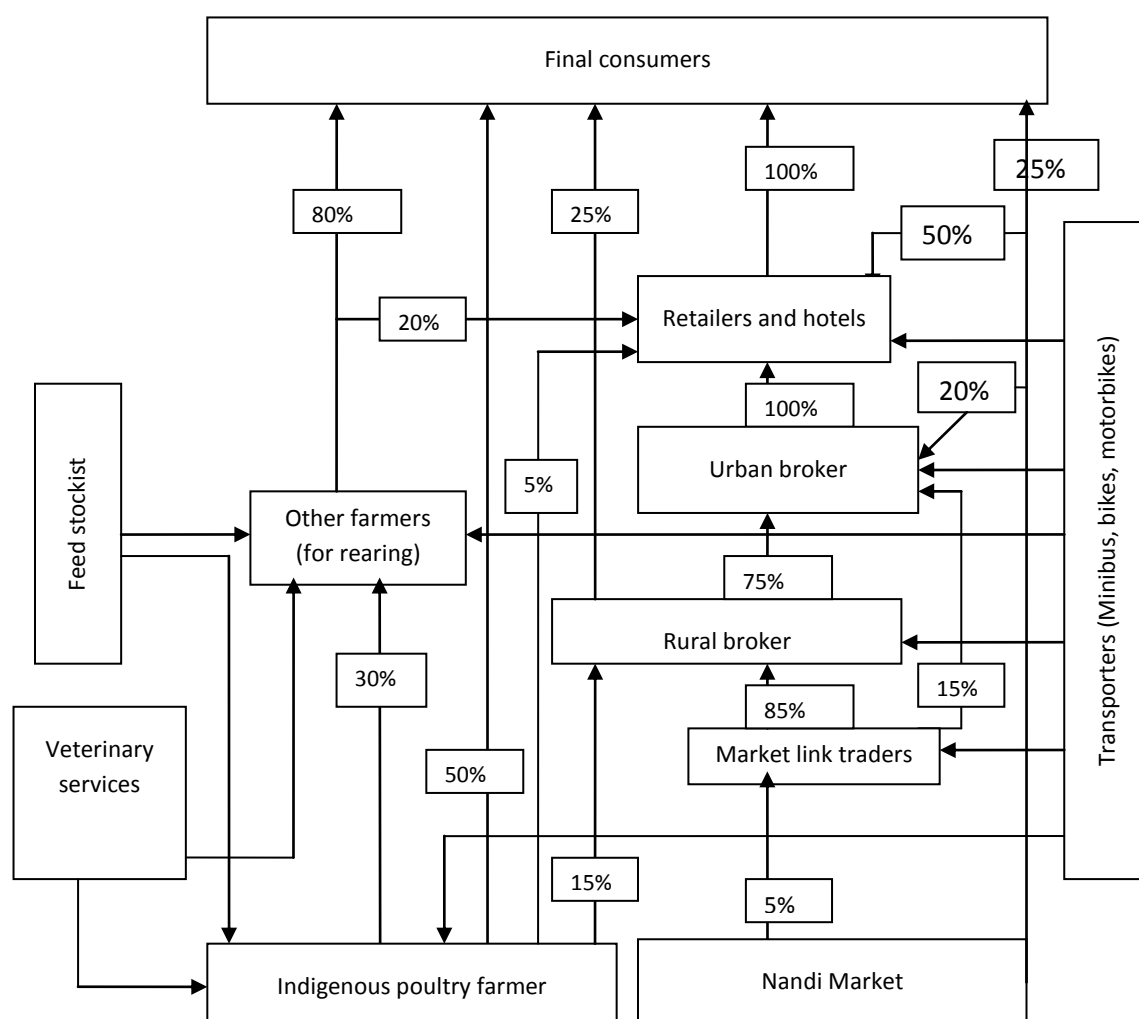 Final consumers
100%
25%
80%
25%
50%
Retailers and hotels
20%
20%
100%
Urban broker
5%
Other farmers
(for rearing)
Feed stockist
Transporters (Minibus, bikes, motorbikes)
75%
Rural broker
30%
15%
85%
Market link traders
Veterinary
services
50%
15%
5%
Indigenous poultry farmer
Nandi Market